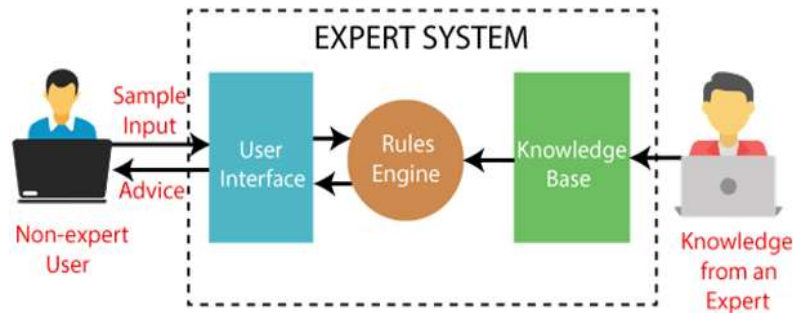 EXPERT SYSTEM
Sample
Input
Advice
Non-expert
User
User
Interface
Rules
Engine
Knowledge
Base
Knowledge
from an
Expert